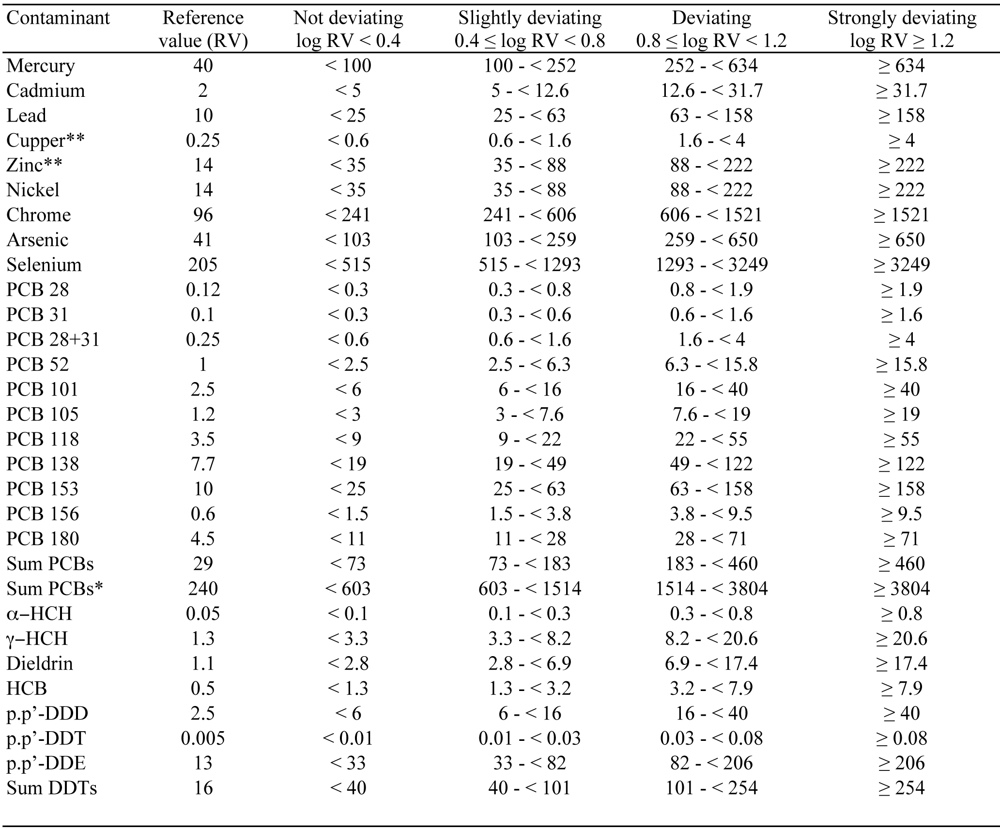 Contaminant Reference Not deviating Slightly deviating Deviating Strongly deviating
value (RV) log RV < 0.4 0.4 ≤ log RV < 0.8 0.8 ≤ log RV < 1.2 log RV ≥ 1.2
Mercury 40 < 100 100 - < 252 252 - < 634 ≥ 634
Cadmium 2 < 5 5 - < 12.6 12.6 - < 31.7 ≥ 31.7
Lead 10 < 25 25 - < 63 63 - < 158 ≥ 158
Cupper** 0.25 < 0.6 0.6 - < 1.6 1.6 - < 4 ≥ 4
Zinc** 14 < 35 35 - < 88 88 - < 222 ≥ 222
Nickel 14 < 35 35 - < 88 88 - < 222 ≥ 222
Chrome 96 < 241 241 - < 606 606 - < 1521 ≥ 1521
Arsenic 41 < 103 103 - < 259 259 - < 650 ≥ 650
Selenium 205 < 515 515 - < 1293 1293 - < 3249 ≥ 3249
PCB 28 0.12 < 0.3 0.3 - < 0.8 0.8 - < 1.9 ≥ 1.9
PCB 31 0.1 < 0.3 0.3 - < 0.6 0.6 - < 1.6 ≥ 1.6
PCB 28+31 0.25 < 0.6 0.6 - < 1.6 1.6 - < 4 ≥ 4
PCB 52 1 < 2.5 2.5 - < 6.3 6.3 - < 15.8 ≥ 15.8
PCB 101 2.5 < 6 6 - < 16 16 - < 40 ≥ 40
PCB 105 1.2 < 3 3 - < 7.6 7.6 - < 19 ≥ 19
PCB 118 3.5 < 9 9 - < 22 22 - < 55 ≥ 55
PCB 138 7.7 < 19 19 - < 49 49 - < 122 ≥ 122
PCB 153 10 < 25 25 - < 63 63 - < 158 ≥ 158
PCB 156 0.6 < 1.5 1.5 - < 3.8 3.8 - < 9.5 ≥ 9.5
PCB 180 4.5 < 11 11 - < 28 28 - < 71 ≥ 71
Sum PCBs 29 < 73 73 - < 183 183 - < 460 ≥ 460
Sum PCBs* 240 < 603 603 - < 1514 1514 - < 3804 ≥ 3804
α−HCH 0.05 < 0.1 0.1 - < 0.3 0.3 - < 0.8 ≥ 0.8
γ−HCH 1.3 < 3.3 3.3 - < 8.2 8.2 - < 20.6 ≥ 20.6
Dieldrin 1.1 < 2.8 2.8 - < 6.9 6.9 - < 17.4 ≥ 17.4
HCB 0.5 < 1.3 1.3 - < 3.2 3.2 - < 7.9 ≥ 7.9
p.p’-DDD 2.5 < 6 6 - < 16 16 - < 40 ≥ 40
p.p’-DDT 0.005 < 0.01 0.01 - < 0.03 0.03 - < 0.08 ≥ 0.08
p.p’-DDE 13 < 33 33 - < 82 82 - < 206 ≥ 206
Sum DDTs 16 < 40 40 - < 101 101 - < 254 ≥ 254